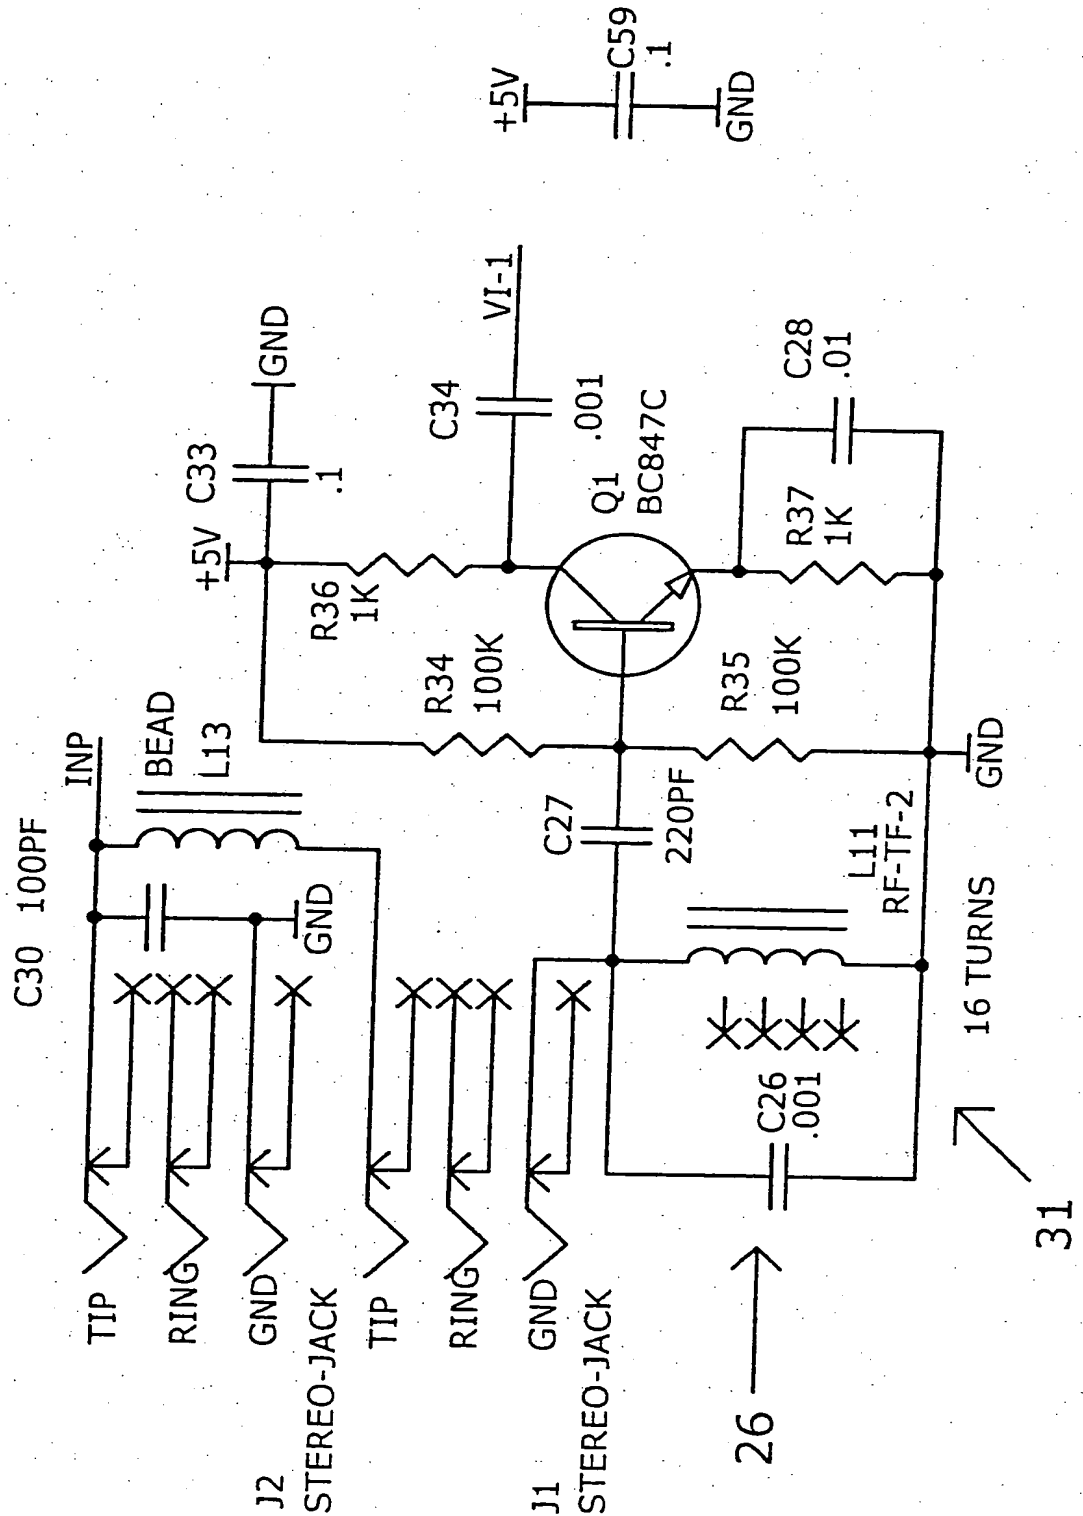 C30 100PF
INP
BEAD
L13
+5V
C33
.1
GND
+5V
C59
.1
GND
TIP
RING
GND
J2
STEREO-JACK
GND
R36
1K
C34
.001
VI-1
R34
100K
Q1
BC847C
TIP
RING
GND
J1
STEREO-JACK
C27
220PF
R35
100K
R37
1K
C28
.01
C26
.001
L11
RF-TF-2
16 TURNS
GND
26
31